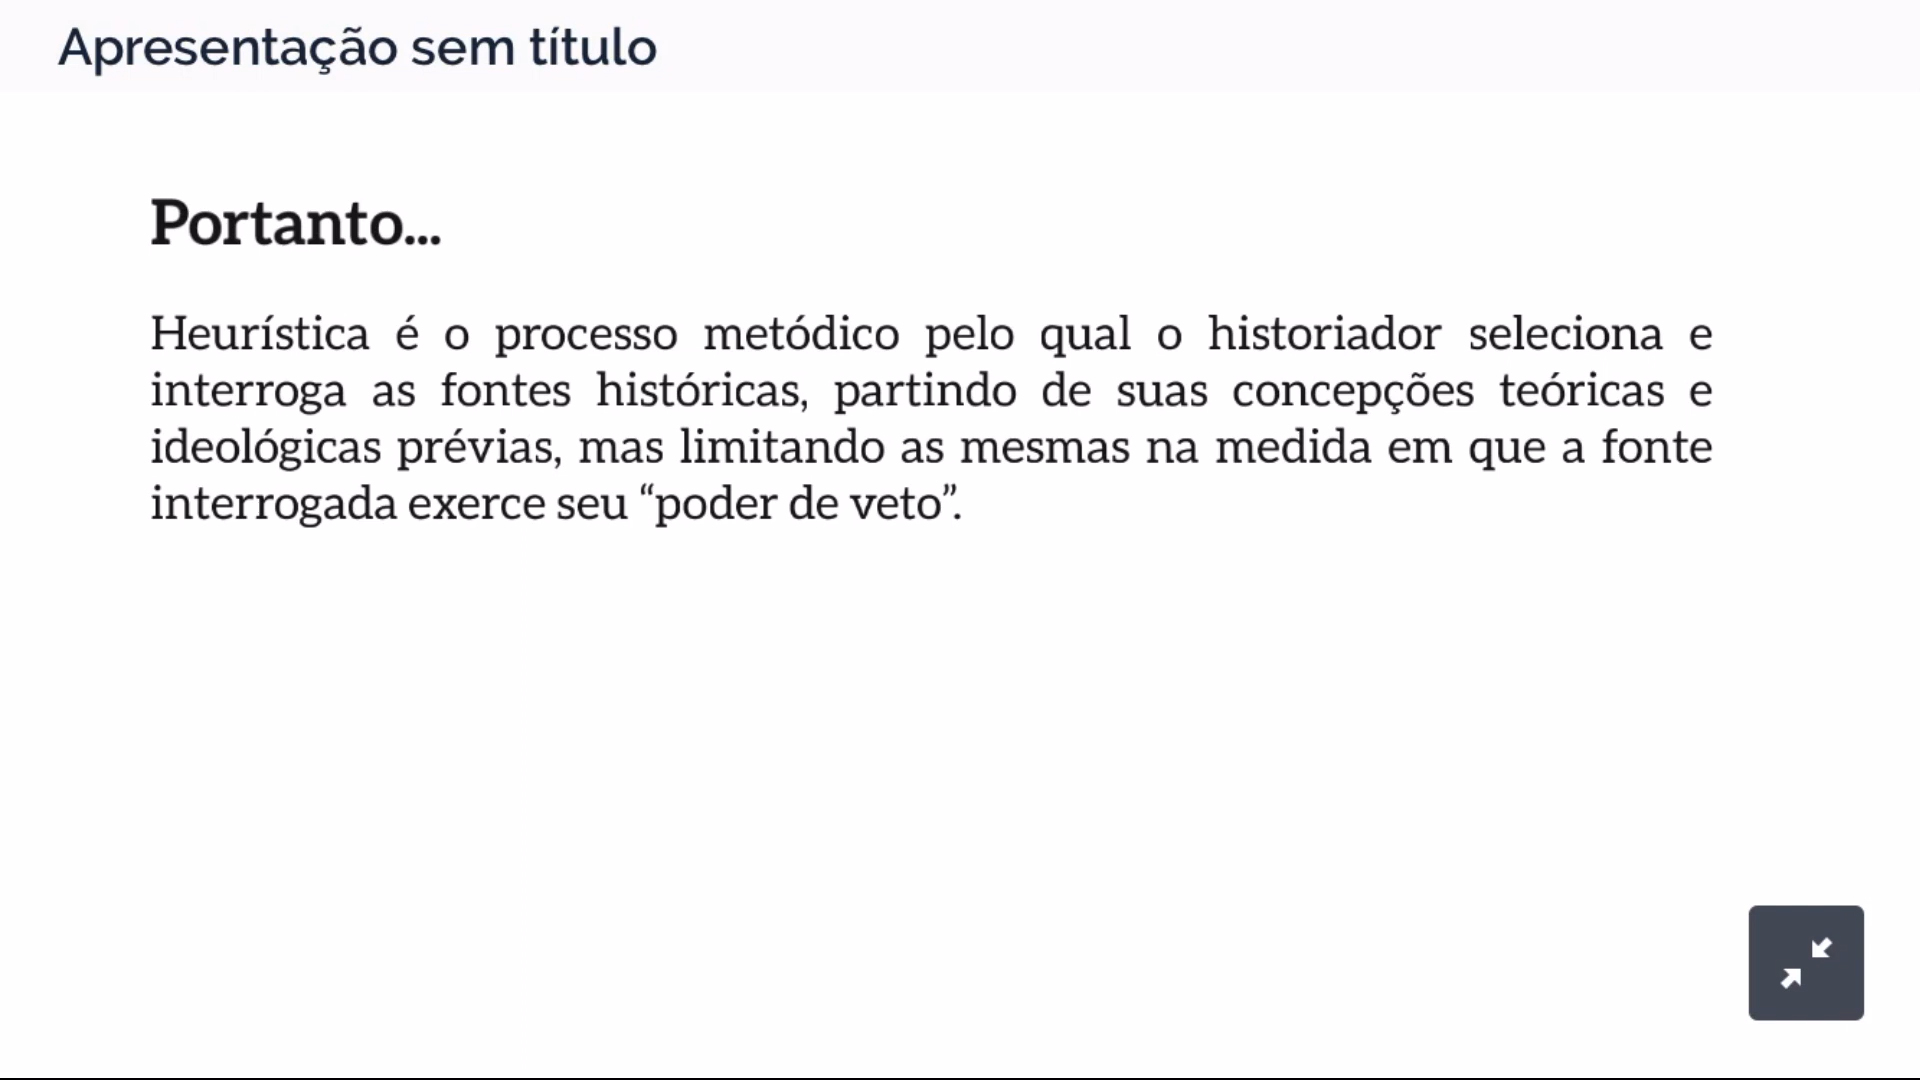 Apresentação sem título
Portanto...
Heurística é o processo metódico pelo qual o historiador seleciona e
interroga as fontes históricas, partindo de suas concepções teóricas e
ideológicas prévias, mas limitando as mesmas na medida em que a fonte
interrogada exerce seu “poder de veto”.